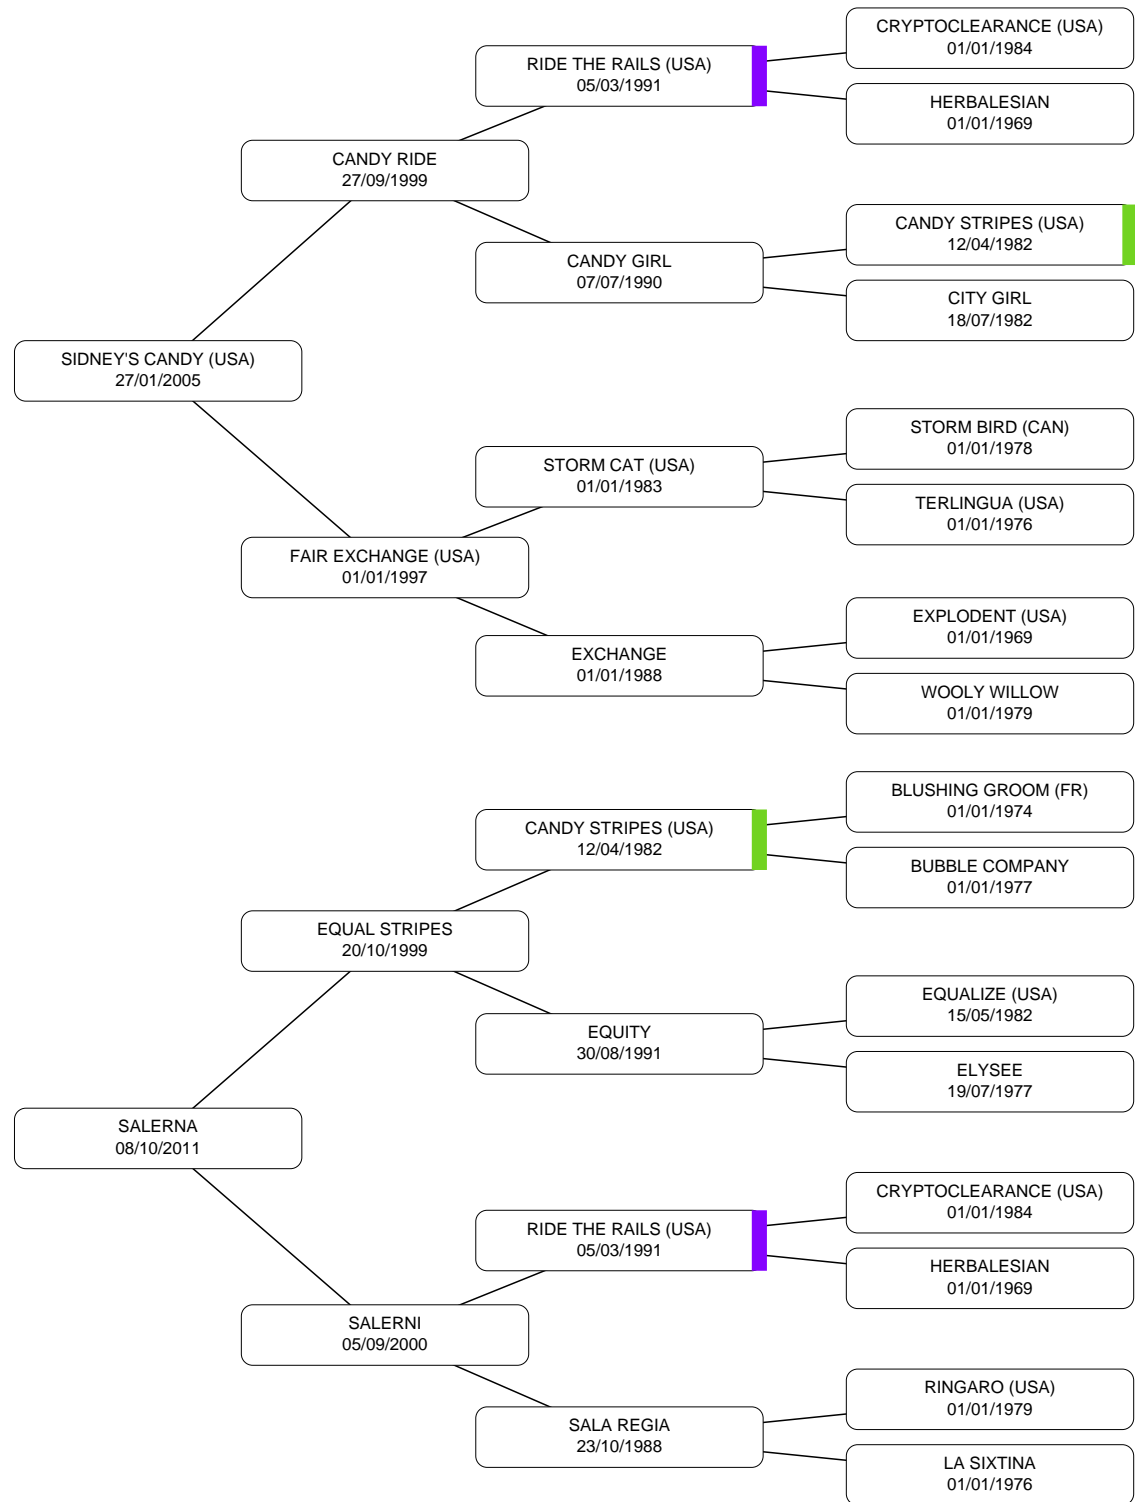 CRYPTOCLEARANCE (USA)
01/01/1984
RIDE THE RAILS (USA)
05/03/1991
HERBALESIAN
01/01/1969
CANDY RIDE
27/09/1999
CANDY STRIPES (USA)
12/04/1982
CANDY GIRL
07/07/1990
CITY GIRL
18/07/1982
SIDNEY'S CANDY (USA)
27/01/2005
STORM BIRD (CAN)
01/01/1978
STORM CAT (USA)
01/01/1983
TERLINGUA (USA)
01/01/1976
FAIR EXCHANGE (USA)
01/01/1997
EXPLODENT (USA)
01/01/1969
EXCHANGE
01/01/1988
WOOLY WILLOW
01/01/1979
BLUSHING GROOM (FR)
01/01/1974
CANDY STRIPES (USA)
12/04/1982
BUBBLE COMPANY
01/01/1977
EQUAL STRIPES
20/10/1999
EQUALIZE (USA)
15/05/1982
EQUITY
30/08/1991
ELYSEE
19/07/1977
SALERNA
08/10/2011
CRYPTOCLEARANCE (USA)
01/01/1984
RIDE THE RAILS (USA)
05/03/1991
HERBALESIAN
01/01/1969
SALERNI
05/09/2000
RINGARO (USA)
01/01/1979
SALA REGIA
23/10/1988
LA SIXTINA
01/01/1976